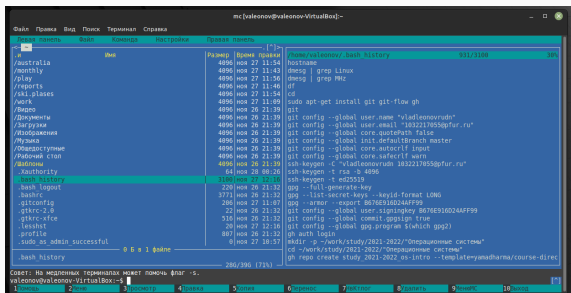 mc [valeonov@valeonov-VirtualBox]:~
Файл Правка Вид Поиск Терминал Справка
Левая панель Файл Команда Настройки Правая панель
.и Имя Размер Время правки /home/valeonov/.bash_history 931/3180 30%
/australia 4096 ноя 27 11:54 hostname
/monthly 4096 ноя 27 11:43 dmesg | grep Linux
/play 4096 ноя 27 11:56 dmesg | grep MHz
/reports 4096 ноя 27 11:46 df
/ski.plases 4096 ноя 27 11:54 cd
/work 4096 ноя 27 11:09 sudo apt-get install git git-flow gh
/Видео 4096 ноя 26 21:39 git
/Документы 4096 ноя 26 21:39 git config --global user.name "vladleonovrudn"
/Загрузки 4096 ноя 26 21:39 git config --global user.email "1032217055@pfur.ru"
/Изображения 4096 ноя 26 21:39 git config --global core.quotePath false
/Музыка 4096 ноя 26 21:39 git config --global init.defaultBranch master
/Общедоступные 4096 ноя 26 21:39 git config --global core.autocrlf input
/Рабочий стол 4096 ноя 26 21:39 git config --global core.safecrlf warn
/Шаблоны 4096 ноя 26 21:39 ssh-keygen -C "vladleonovrudn 1032217055@pfur.ru"
.Xauthority 64 ноя 28 08:26 ssh-keygen -t rsa -b 4096
.bash_history 3180 ноя 27 12:16 ssh-keygen -t ed25519
.bash_logout 220 ноя 26 21:32 gpg --full-generate-key
.bashrc 3771 ноя 26 21:32 gpg --list-secret-keys --keyid-format LONG
.gitconfig 206 ноя 27 11:07 gpg --armor --export B676E916D24AFF99
.gtkrc-2.0 22 ноя 26 21:32 git config --global user.signingkey B676E916D24AFF99
.gtkrc-xfce 516 ноя 26 21:32 git config --global commit.gpgsign true
.lesshst 20 ноя 27 12:16 git config --global gpg.program $(which gpg2)
.profile 807 ноя 26 21:32 gh auth login
.sudo_as_admin_successful 0 ноя 27 10:57 mkdir -p ~/work/study/2021-2022/"Операционные системы"
0 Б в 1 файле cd ~/work/study/2021-2022/"Операционные системы"
.bash_history gh repo create study_2021-2022_os-intro --template=yamadharma/course-direc
28G/39G (71%)
Совет: На медленных терминалах может помочь флаг -s.
valeonov@valeonov-VirtualBox:~$ [^]
1Помощь 2Меню 3Просмотр 4Правка 5Копия 6Перенос 7НвКтлог 8Удалить 9МенюMC 10Выход